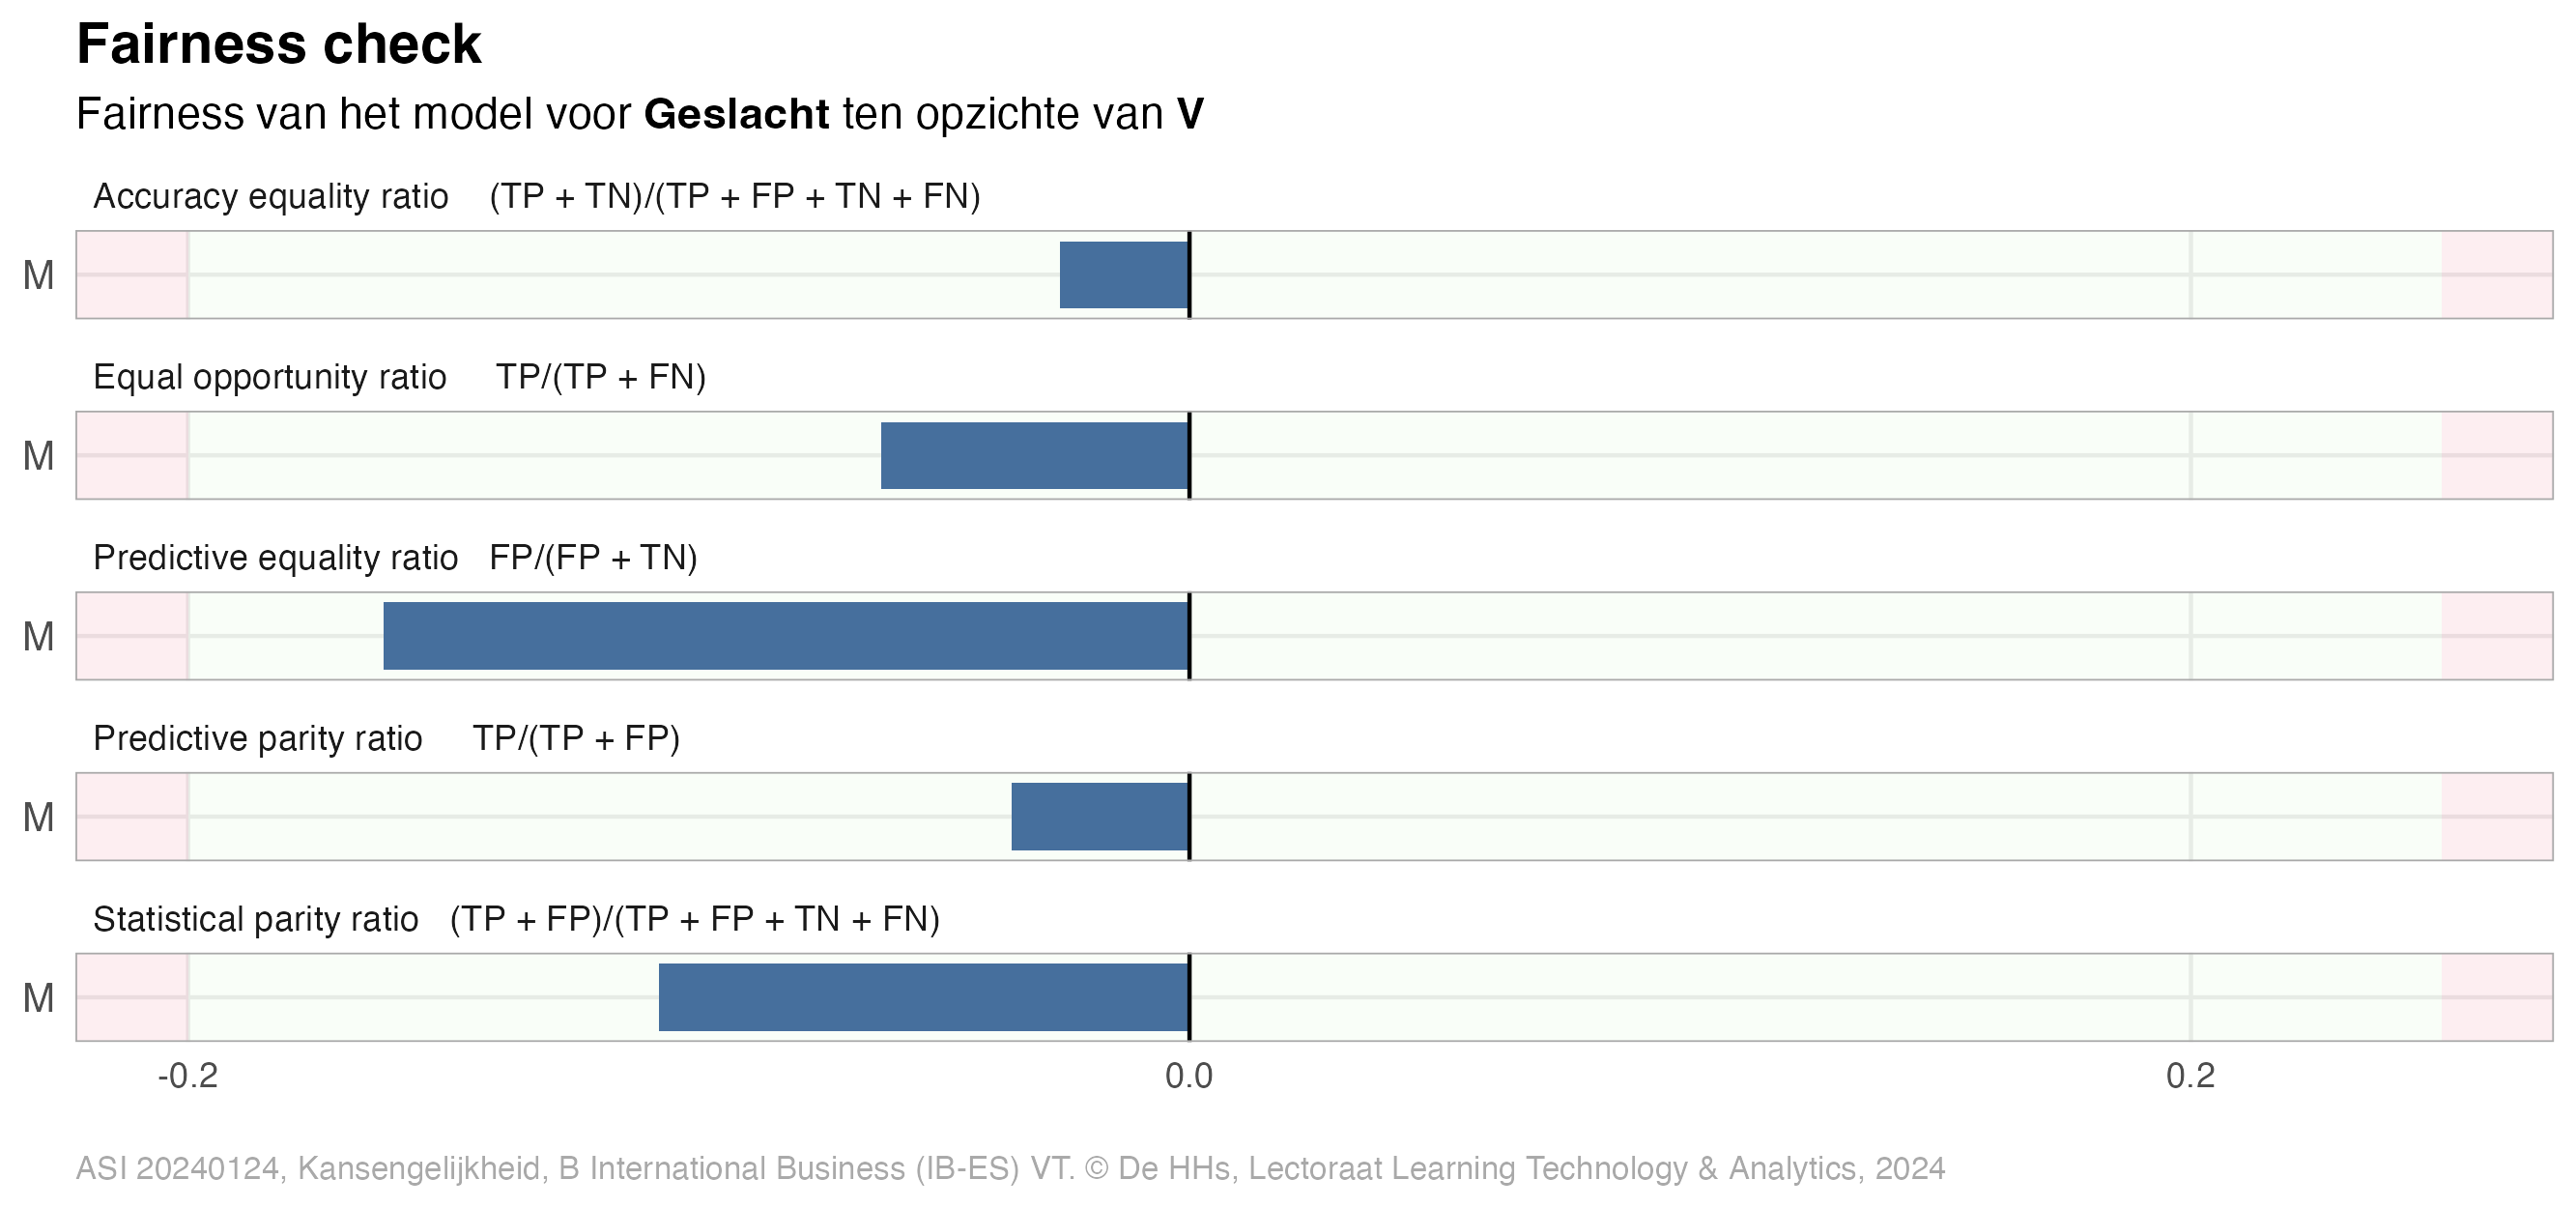 Fairness check
Fairness van het model voor Geslacht ten opzichte van V
Accuracy equality ratio (TP + TN)/(TP + FP + TN + FN)
M
Equal opportunity ratio TP/(TP + FN)
M
Predictive equality ratio FP/(FP + TN)
M
Predictive parity ratio TP/(TP + FP)
M
Statistical parity ratio (TP + FP)/(TP + FP + TN + FN)
M
-0.2 0.0 0.2
ASI 20240124, Kansengelijkheid, B International Business (IB-ES) VT. © De HHs, Lectoraat Learning Technology & Analytics, 2024